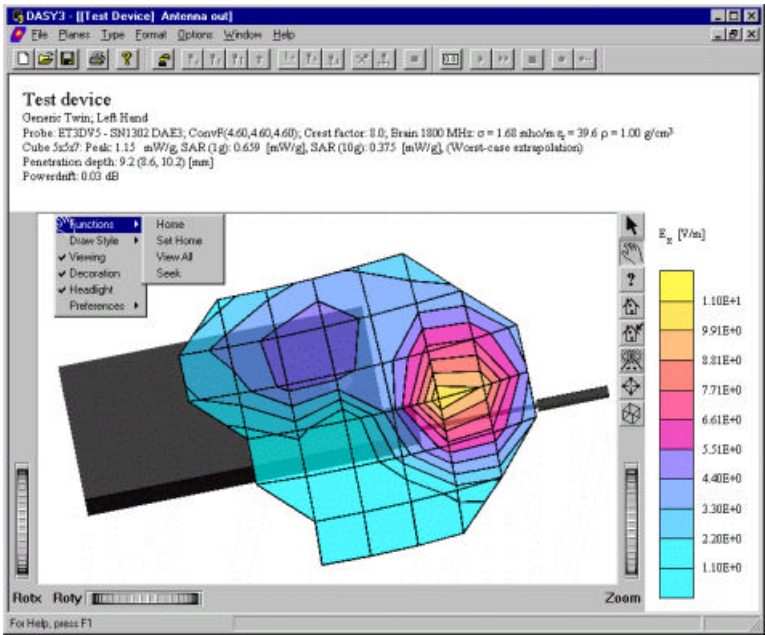 DASY3 - [[Test Device] Antenna out]
File Planes Type Format Options Window Help
Test device
Generic Twin; Left Hand
Probe: ET3DV5 - SN1302 DAE3; ConvF(4.60,4.60,4.60); Crest factor: 8.0; Brain 1800 MHz: σ = 1.68 mho/m εr = 39.6 ρ = 1.00 g/cm³
Cube 5x5x7: Peak: 1.15 mW/g, SAR (1g): 0.659 [mW/g], SAR (10g): 0.375 [mW/g], (Worst-case extrapolation)
Penetration depth: 9.2 (8.6, 10.2) [mm]
Powerdrift: 0.03 dB
Functions
Draw Style
Viewing
Decoration
Headlight
Preferences
Home
Set Home
View All
Seek
[V/m]
1.10E+1
9.91E+0
8.81E+0
7.71E+0
6.61E+0
5.51E+0
4.40E+0
3.30E+0
2.20E+0
1.10E+0
Rotx Roty
Zoom
For Help, press F1